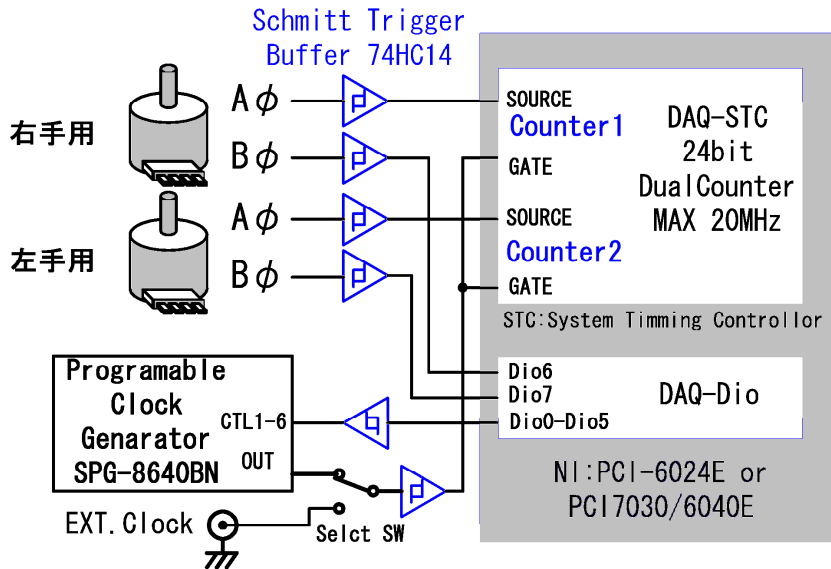 Schmitt Trigger
Buffer 74HC14
右手用
Aφ
Bφ
左手用
Aφ
Bφ
SOURCE
Counter1
GATE
SOURCE
Counter2
GATE
DAQ-STC
24bit
DualCounter
MAX 20MHz
STC:System Timming Controllor
Dio6
Dio7
Dio0-Dio5
DAQ-Dio
NI:PCI-6024E or
PCI7030/6040E
Programable
Clock
Genarator
SPG-8640BN
CTL1-6
OUT
EXT.Clock
Selct SW